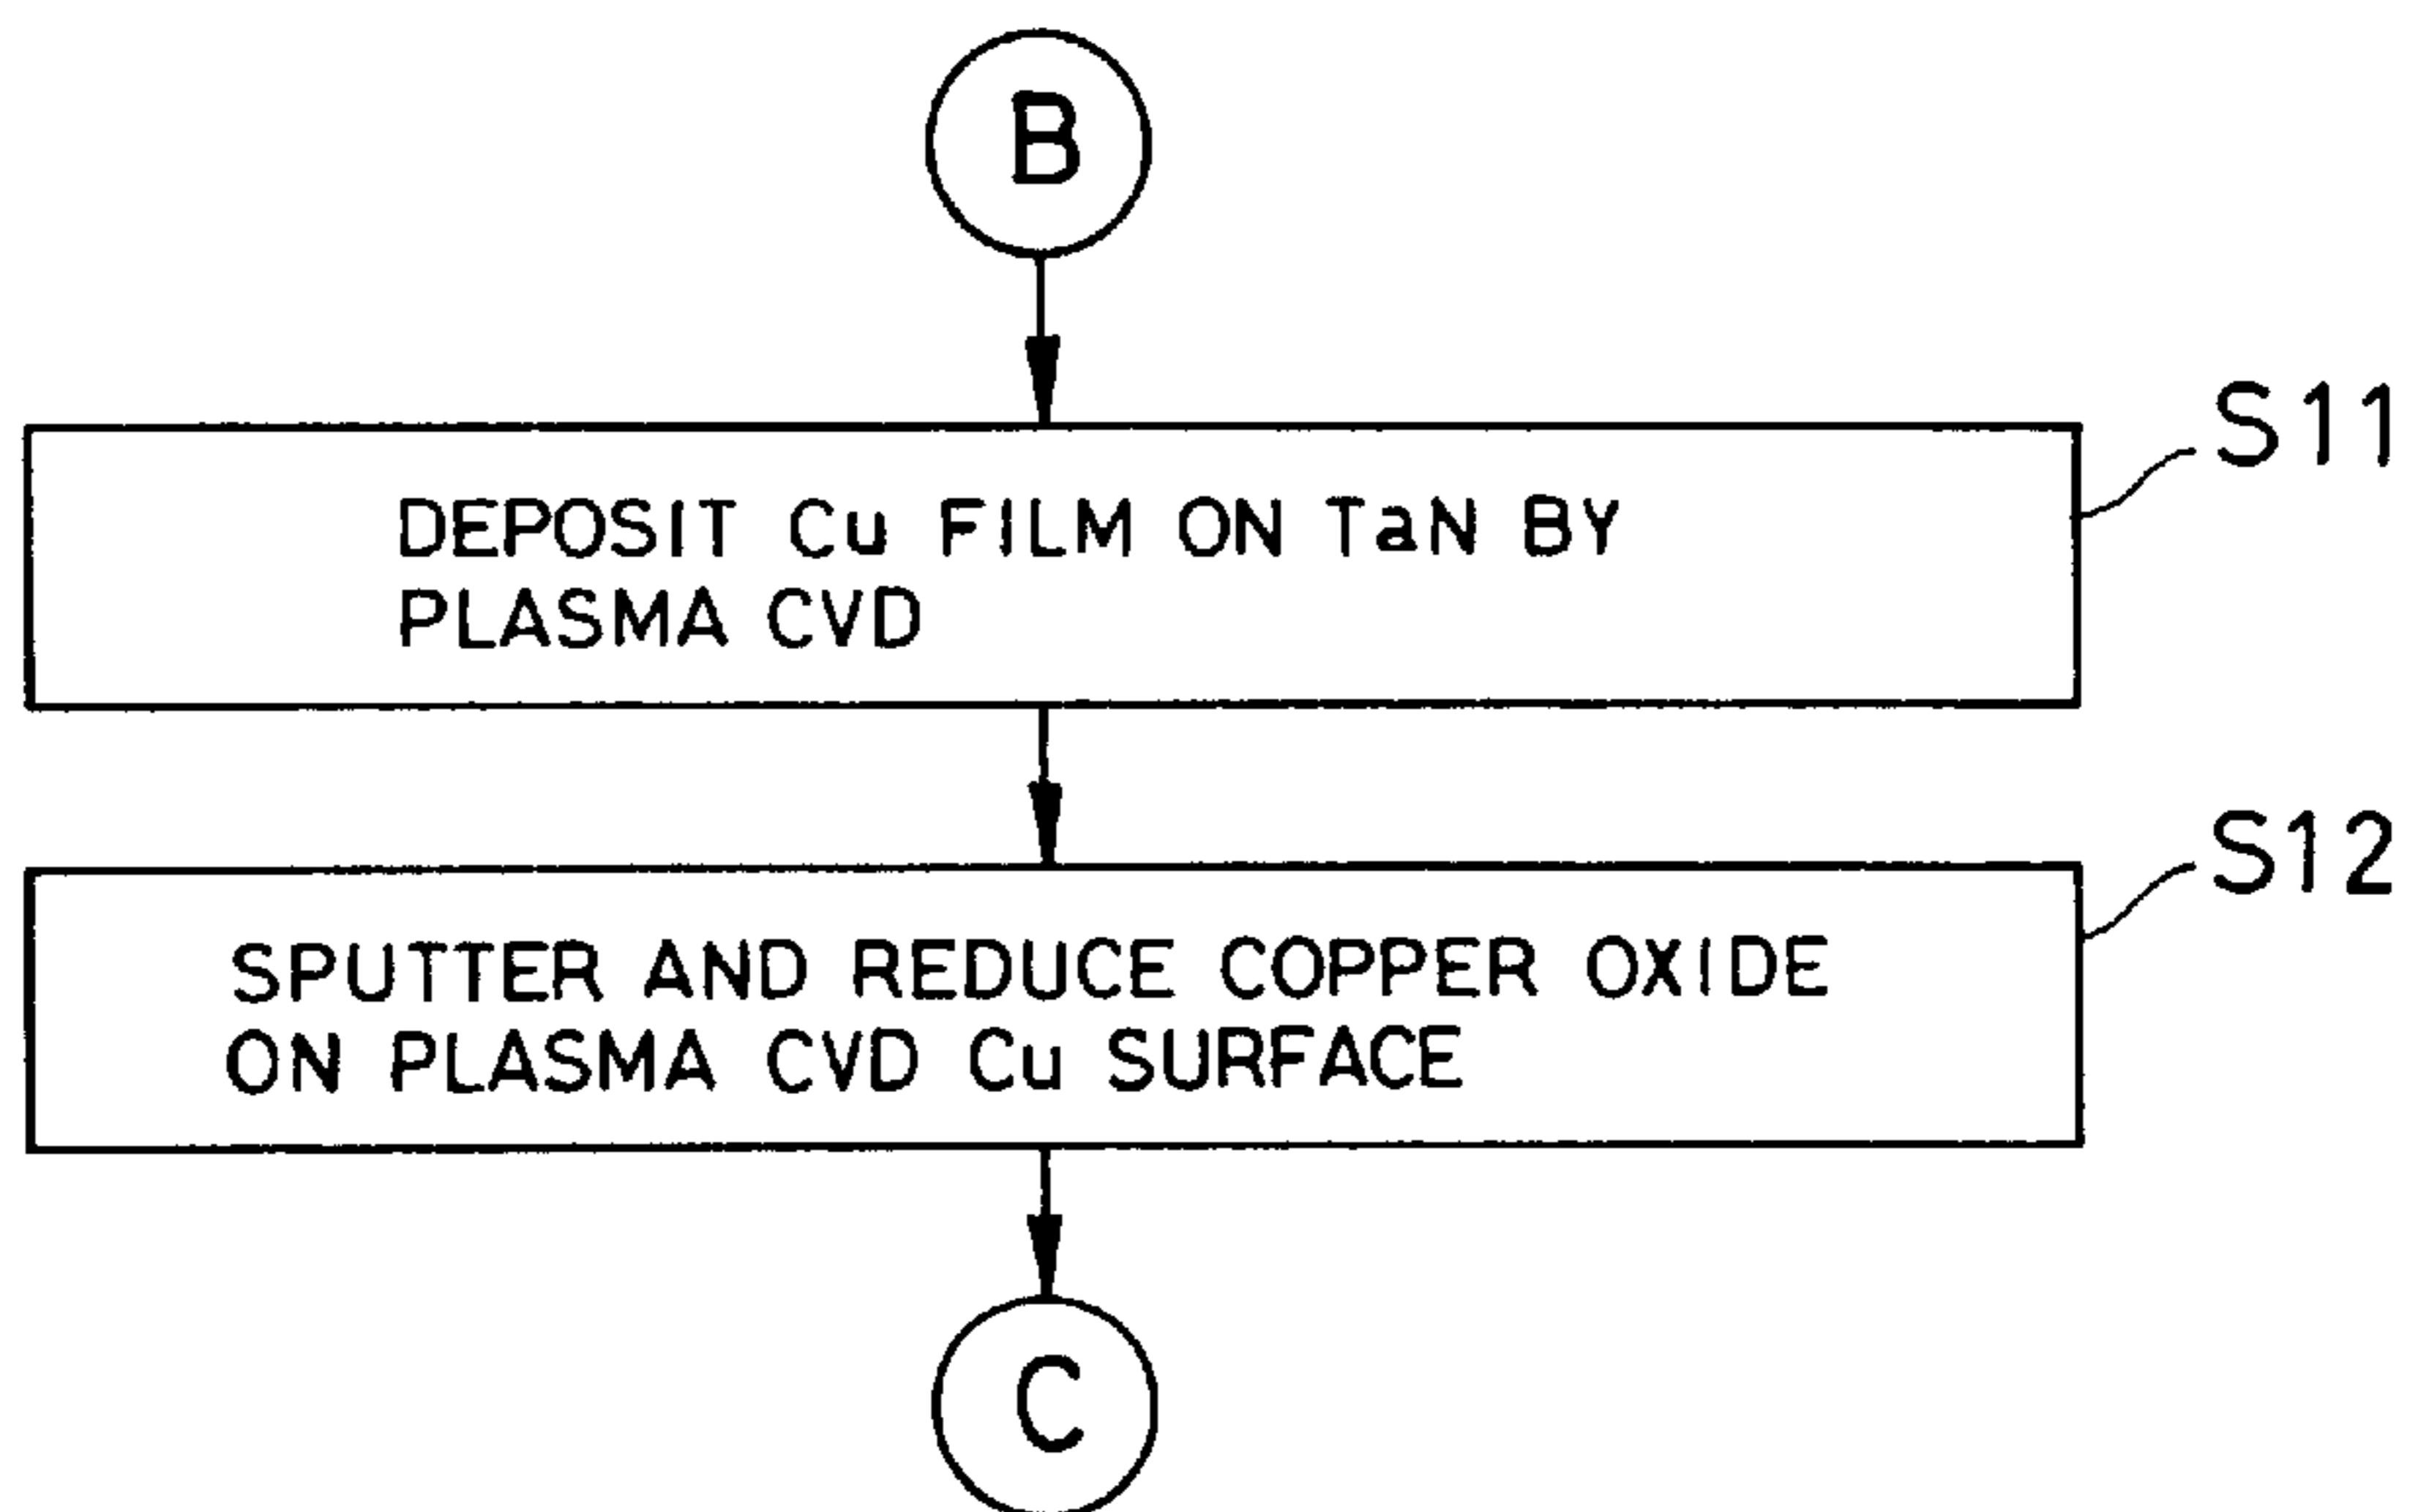 B
S11
DEPOSIT Cu FILM ON TaN BY
PLASMA CVD
S12
SPUTTER AND REDUCE COPPER OXIDE
ON PLASMA CVD Cu SURFACE
C